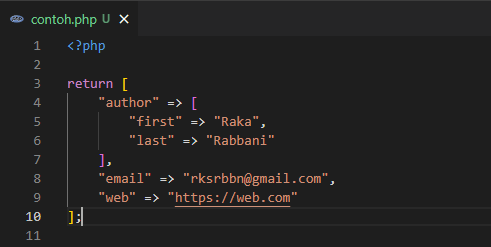 contoh.php U
1 <?php
2
3 return [
4 "author" => [
5 "first" => "Raka",
6 "last" => "Rabbani"
7 ],
8 "email" => "rksrbbn@gmail.com",
9 "web" => "https://web.com"
10 ];
11